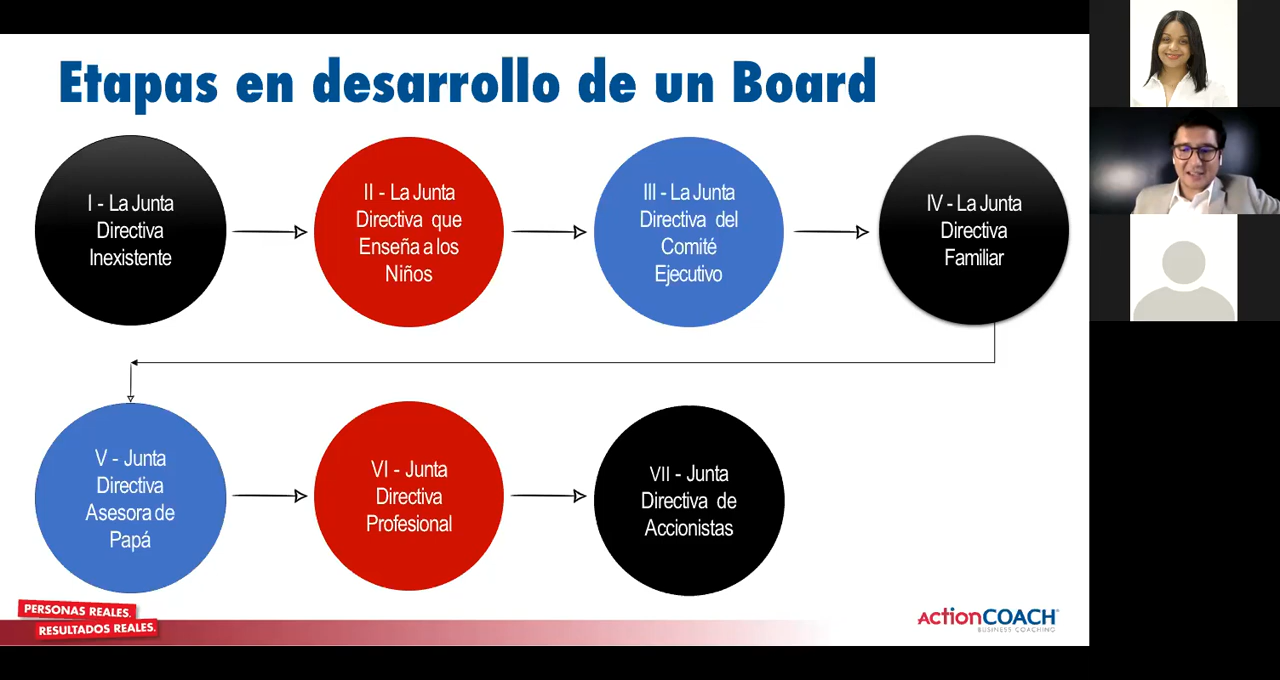 Etapas en desarrollo de un Board
I - La Junta
Directiva
Inexistente
II - La Junta
Directiva que
Enseña a los
Niños
III - La Junta
Directiva del
Comité
Ejecutivo
IV - La Junta
Directiva
Familiar
V - Junta
Directiva
Asesora de
Papá
VI - Junta
Directiva
Profesional
VII - Junta
Directiva de
Accionistas
PERSONAS REALES.
RESULTADOS REALES.
ActionCOACH
BUSINESS COACHING